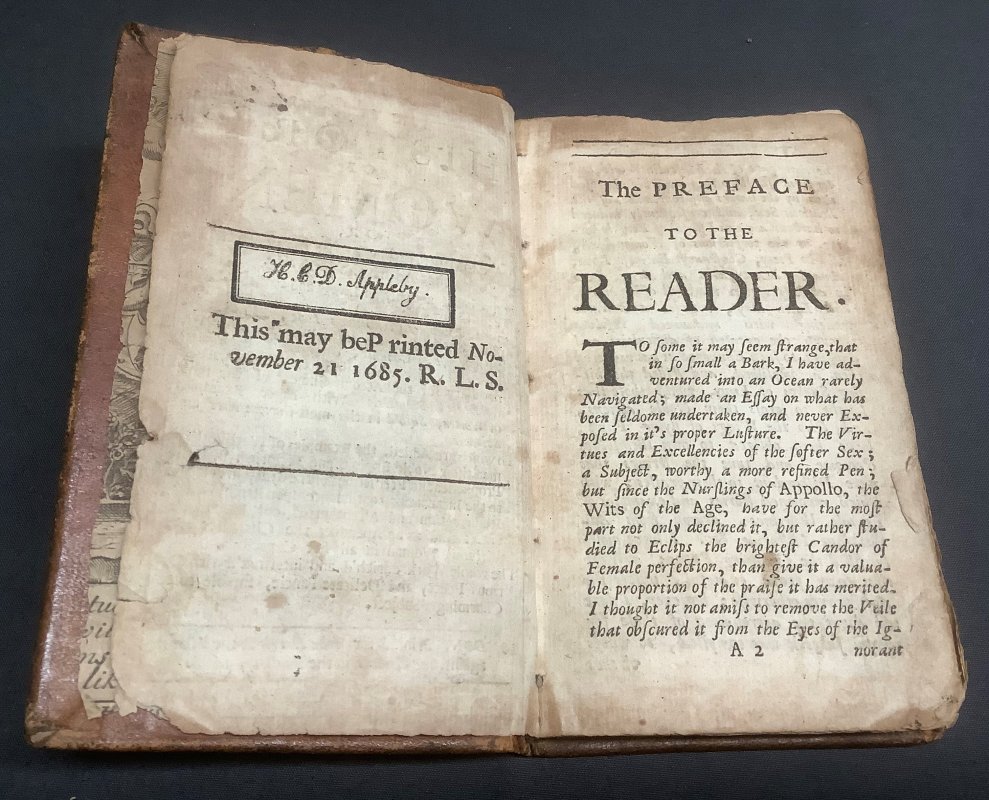 H.C.D. Appleby.
This may beP rinted No-
vember 21 1685. R. L. S.
The PREFACE
TO THE
READER.
TO ſome it may ſeem ſtrange,that
in ſo ſmall a Bark, I have ad-
ventured into an Ocean rarely
Navigated; made an Eſſay on what has
been ſeldome undertaken, and never Ex-
poſed in it's proper Luſture. The Vir-
tues and Excellencies of the ſofter Sex;
a Subject, worthy a more refined Pen;
but ſince the Nurſlings of Appollo, the
Wits of the Age, have for the moſt
part not only declined it, but rather ſtu-
died to Eclips the brighteſt Candor of
Female perfection, than give it a valua-
ble proportion of the praiſe it has merited.
I thought it not amiſs to remove the Veile
that obſcured it from the Eyes of the Ig-
A 2 norant
lik